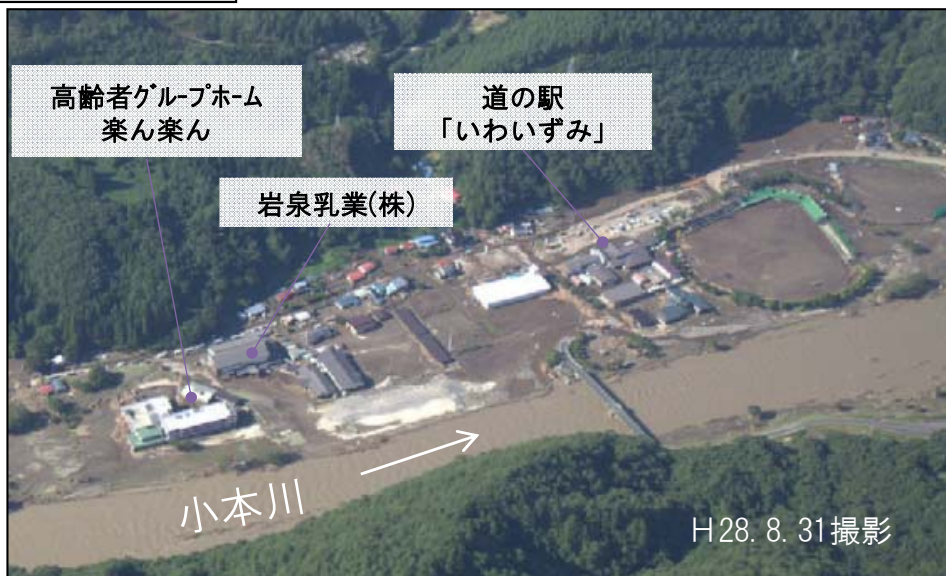 高齢者ｸﾞﾙｰﾌﾟﾎｰﾑ
楽ん楽ん
道の駅
「いわいずみ」
岩泉乳業(株)
小本川
H28.8.31撮影